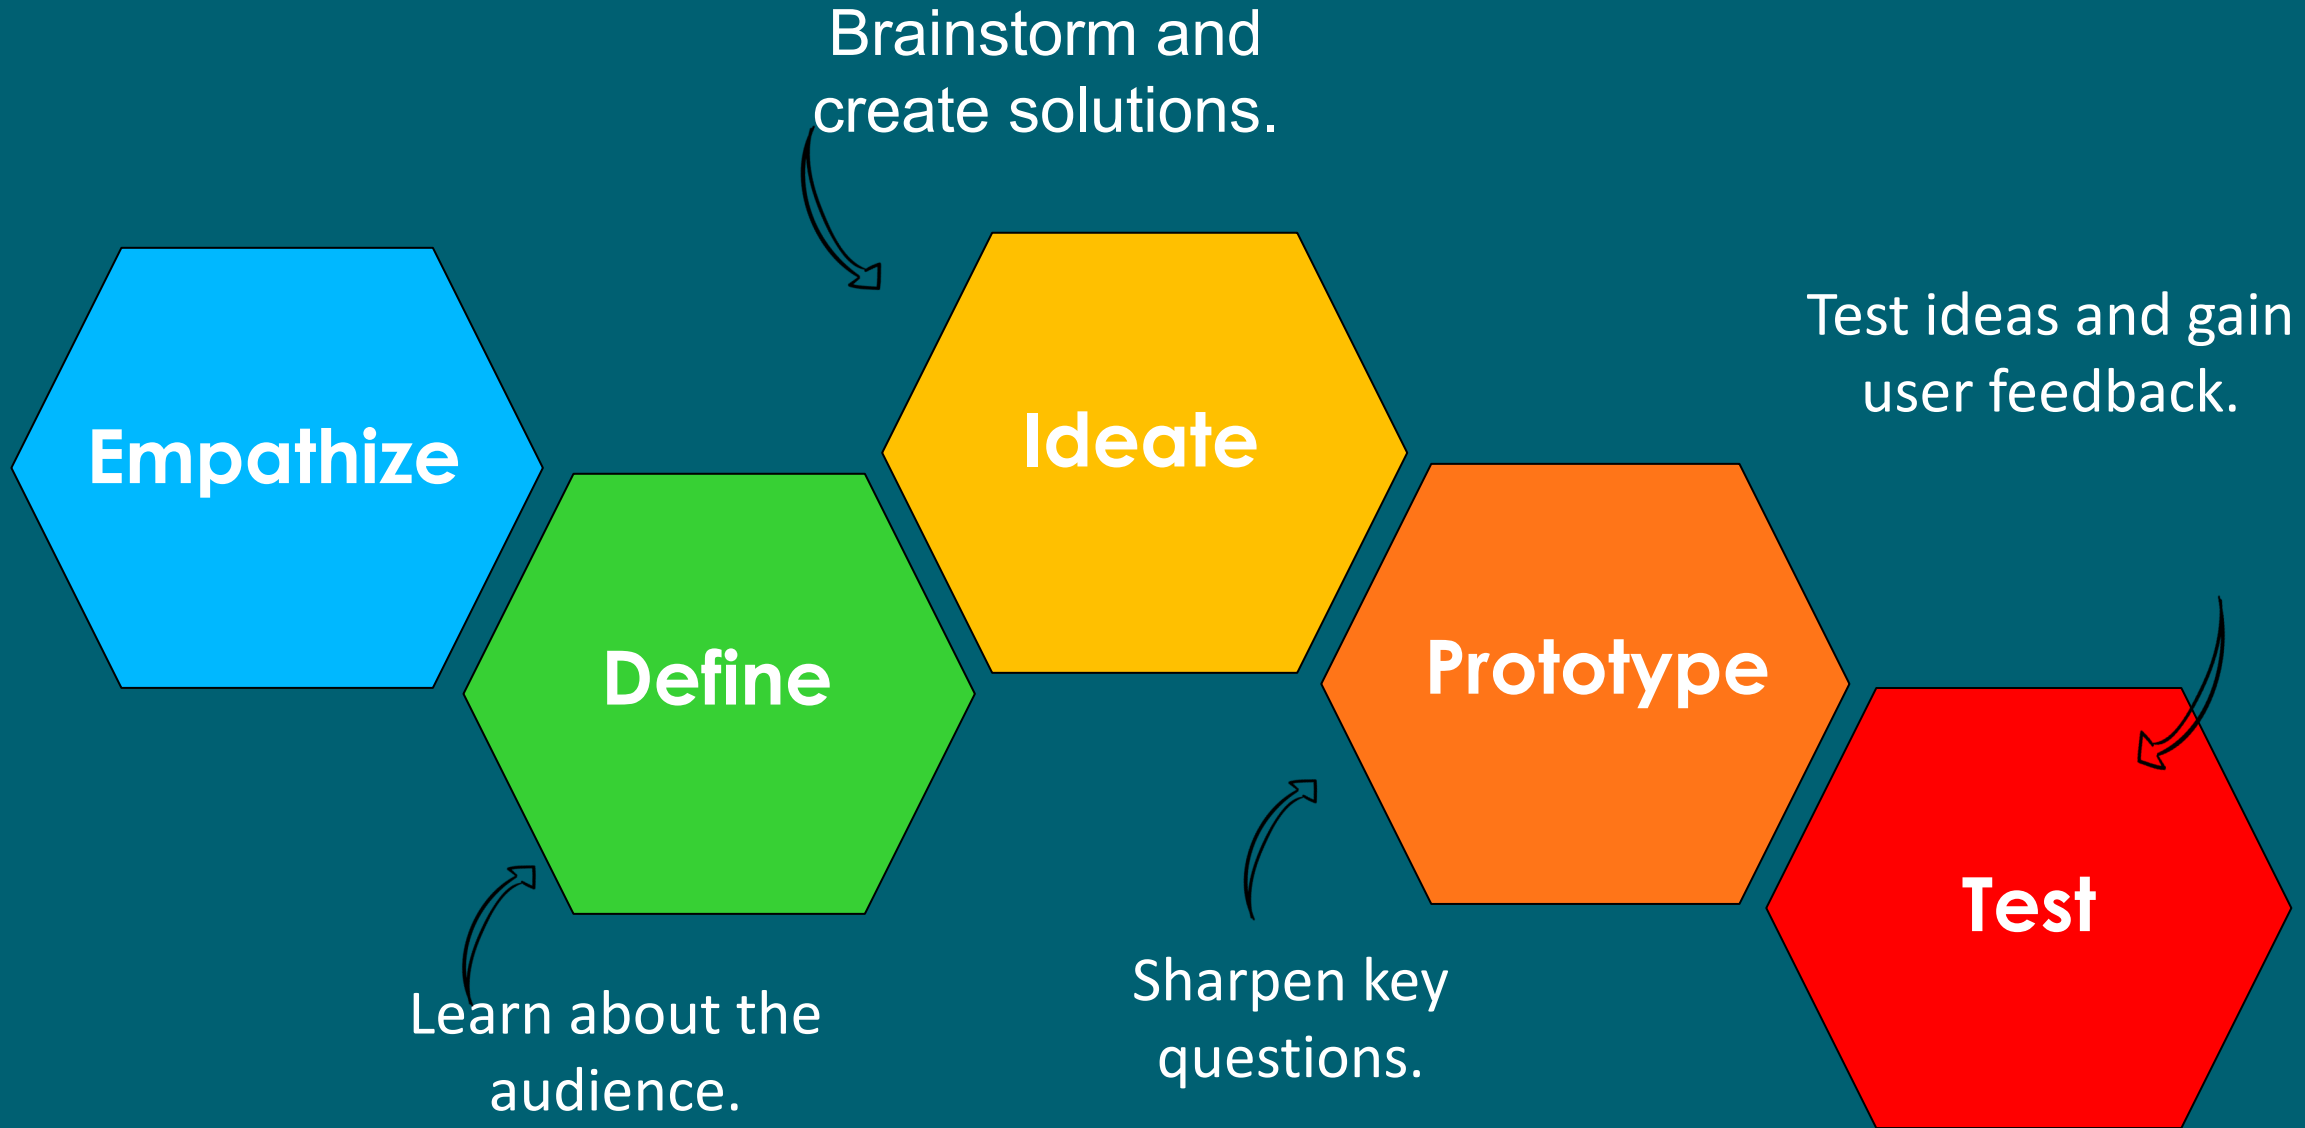 Brainstorm and
create solutions.
Test ideas and gain
user feedback.
Empathize
Ideate
Define
Prototype
Test
Learn about the
audience.
Sharpen key
questions.